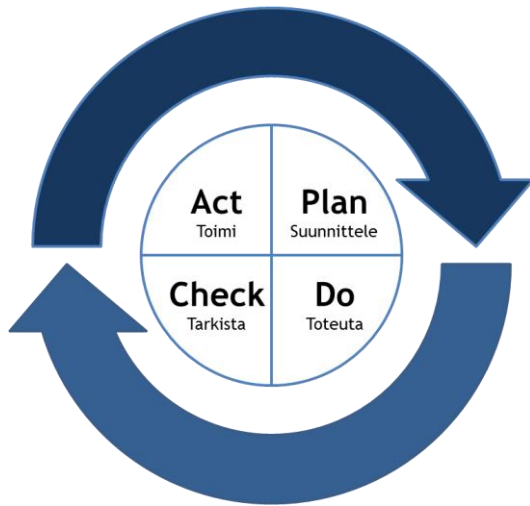 Act
Toimi
Plan
Suunnittele
Check
Tarkista
Do
Toteuta